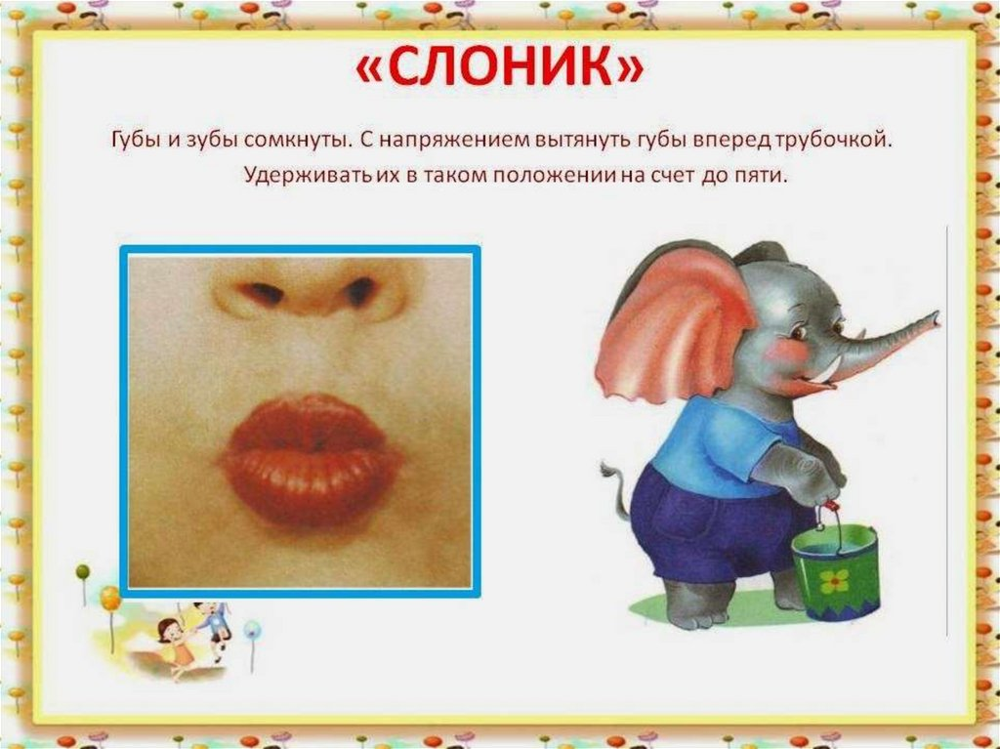 «СЛОНИК»
Губы и зубы сомкнуты. С напряжением вытянуть губы вперед трубочкой.
Удерживать их в таком положении на счет до пяти.